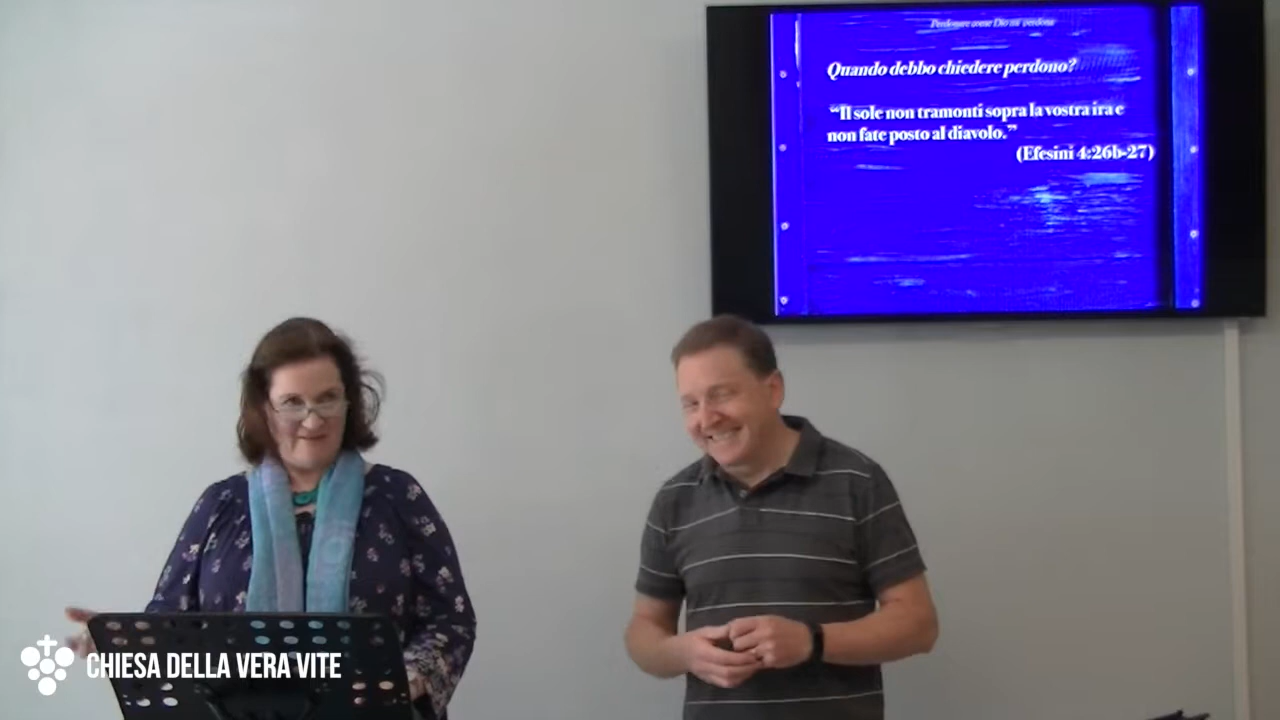 Perdonare come Dio mi perdona
Quando debbo chiedere perdono?
“Il sole non tramonti sopra la vostra ira e
non fate posto al diavolo.”
(Efesini 4:26b-27)
CHIESA DELLA VERA VITE